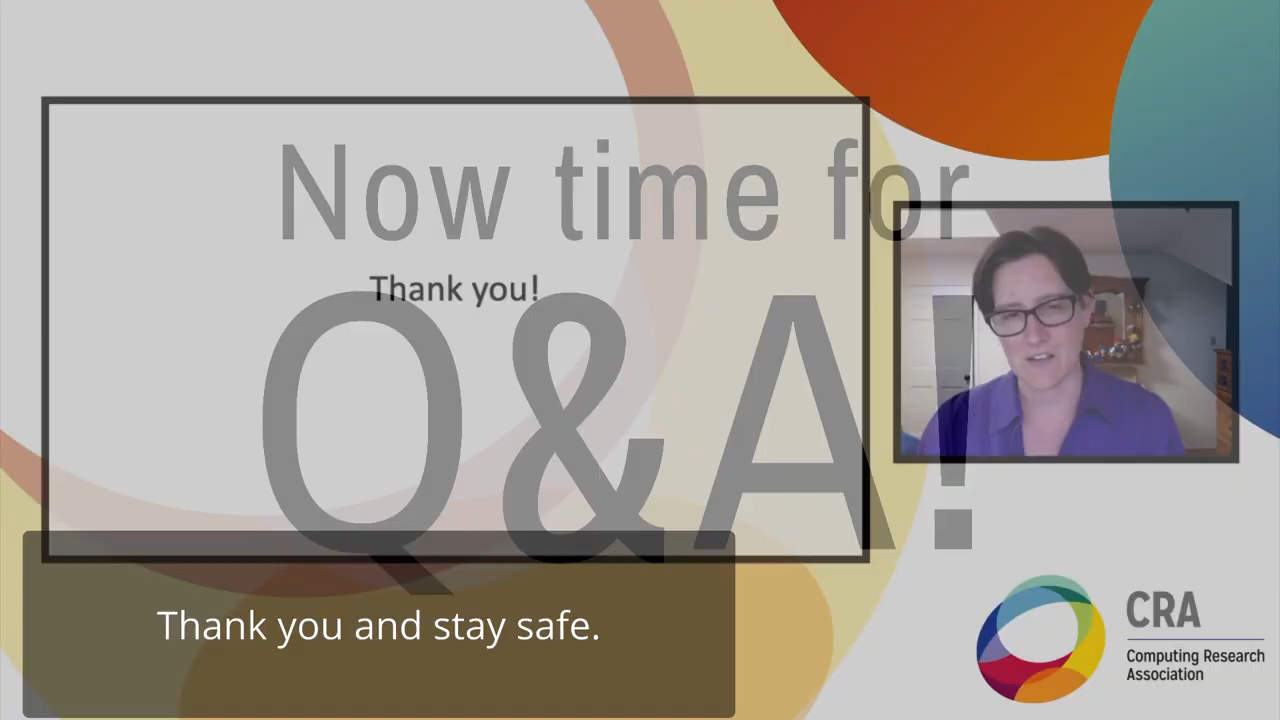 Now time for
Thank you!
Q&A!
Thank you and stay safe.
CRA
Computing Research
Association